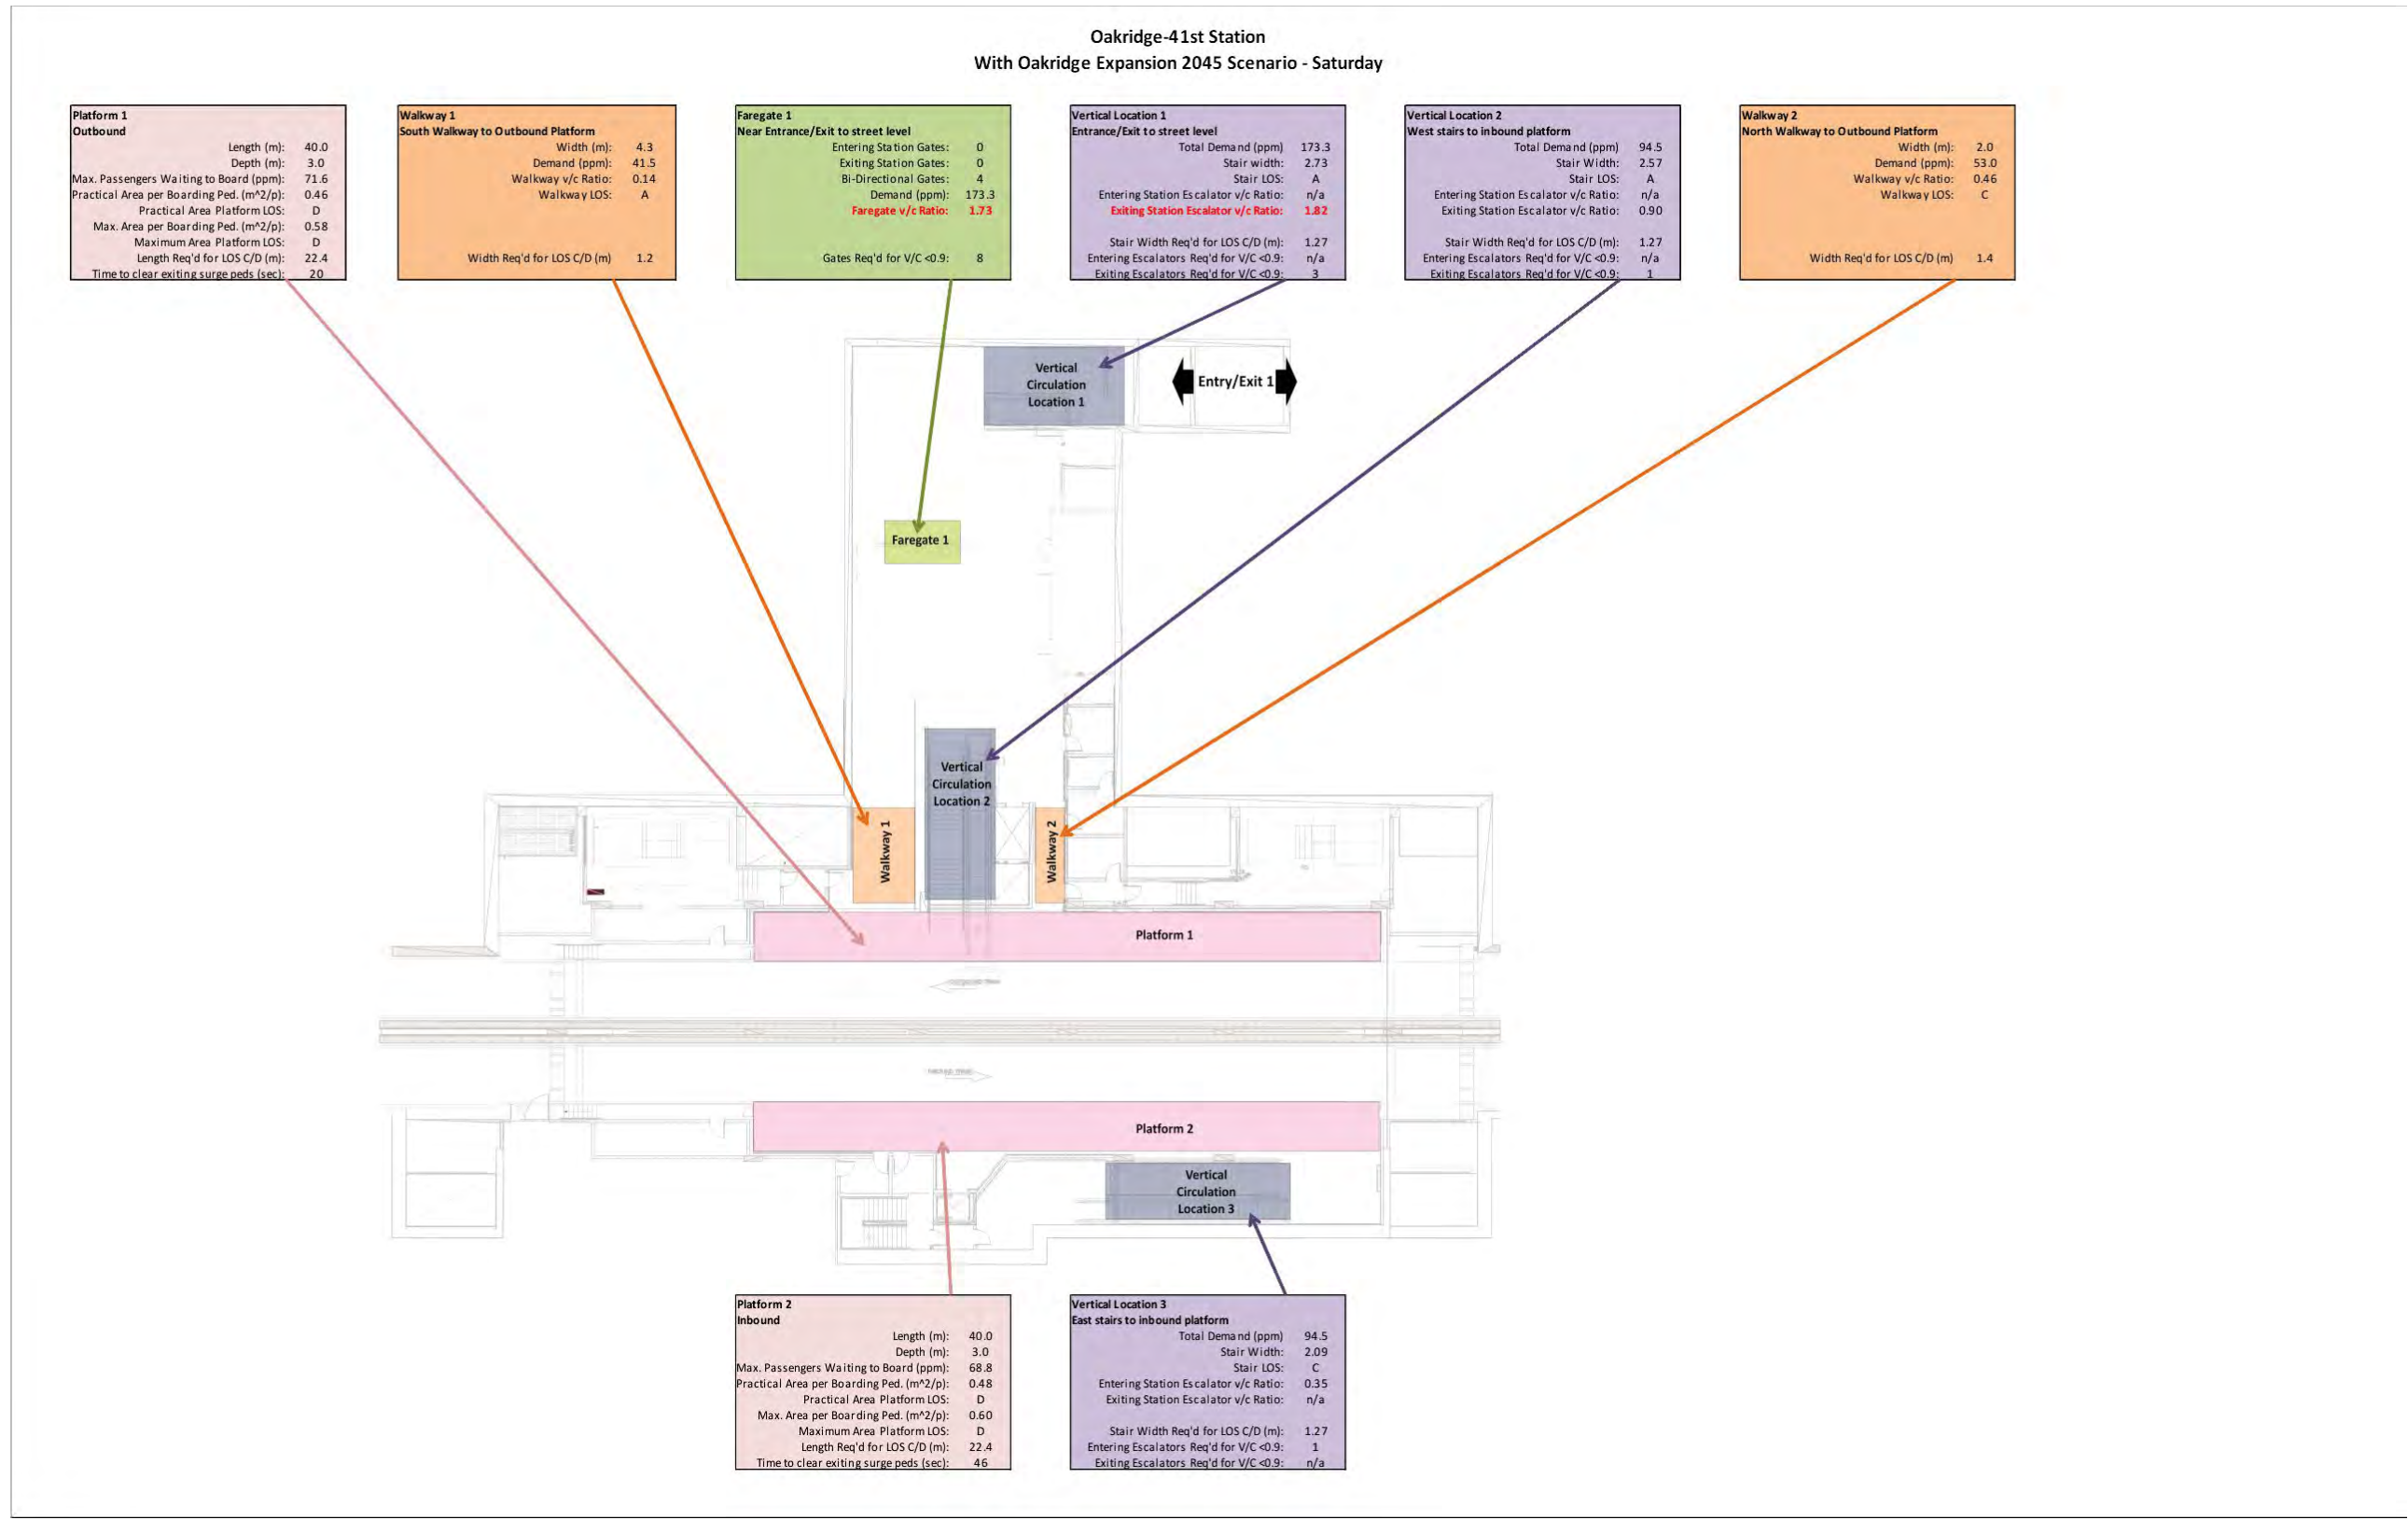 Oakridge-41st Station
With Oakridge Expansion 2045 Scenario - Saturday
Platform 1
Outbound
Length (m): 40.0
Depth (m): 3.0
Max. Passengers Waiting to Board (ppm): 71.6
Practical Area per Boarding Ped. (m^2/p): 0.46
Practical Area Platform LOS: D
Max. Area per Boarding Ped. (m^2/p): 0.58
Maximum Area Platform LOS: D
Length Req'd for LOS C/D (m): 22.4
Time to clear exiting surge peds (sec): 20
Walkway 1
South Walkway to Outbound Platform
Width (m): 4.3
Demand (ppm): 41.5
Walkway v/c Ratio: 0.14
Walkway LOS: A
Width Req'd for LOS C/D (m) 1.2
Faregate 1
Near Entrance/Exit to street level
Entering Station Gates: 0
Exiting Station Gates: 0
Bi-Directional Gates: 4
Demand (ppm): 173.3
Faregate v/c Ratio: 1.73
Gates Req'd for V/C <0.9: 8
Vertical Location 1
Entrance/Exit to street level
Total Demand (ppm) 173.3
Stair width: 2.73
Stair LOS: A
Entering Station Escalator v/c Ratio: n/a
Exiting Station Escalator v/c Ratio: 1.82
Stair Width Req'd for LOS C/D (m): 1.27
Entering Escalators Req'd for V/C <0.9: n/a
Exiting Escalators Req'd for V/C <0.9: 3
Vertical Location 2
West stairs to inbound platform
Total Demand (ppm) 94.5
Stair Width: 2.57
Stair LOS: A
Entering Station Escalator v/c Ratio: n/a
Exiting Station Escalator v/c Ratio: 0.90
Stair Width Req'd for LOS C/D (m): 1.27
Entering Escalators Req'd for V/C <0.9: n/a
Exiting Escalators Req'd for V/C <0.9: 1
Walkway 2
North Walkway to Outbound Platform
Width (m): 2.0
Demand (ppm): 53.0
Walkway v/c Ratio: 0.46
Walkway LOS: C
Width Req'd for LOS C/D (m) 1.4
Vertical
Circulation
Location 1
Entry/Exit 1
Faregate 1
Vertical
Circulation
Location 2
Walkway 1
Walkway 2
Platform 1
Platform 2
Vertical
Circulation
Location 3
Platform 2
Inbound
Length (m): 40.0
Depth (m): 3.0
Max. Passengers Waiting to Board (ppm): 68.8
Practical Area per Boarding Ped. (m^2/p): 0.48
Practical Area Platform LOS: D
Max. Area per Boarding Ped. (m^2/p): 0.60
Maximum Area Platform LOS: D
Length Req'd for LOS C/D (m): 22.4
Time to clear exiting surge peds (sec): 46
Vertical Location 3
East stairs to inbound platform
Total Demand (ppm) 94.5
Stair Width: 2.09
Stair LOS: C
Entering Station Escalator v/c Ratio: 0.35
Exiting Station Escalator v/c Ratio: n/a
Stair Width Req'd for LOS C/D (m): 1.27
Entering Escalators Req'd for V/C <0.9: 1
Exiting Escalators Req'd for V/C <0.9: n/a